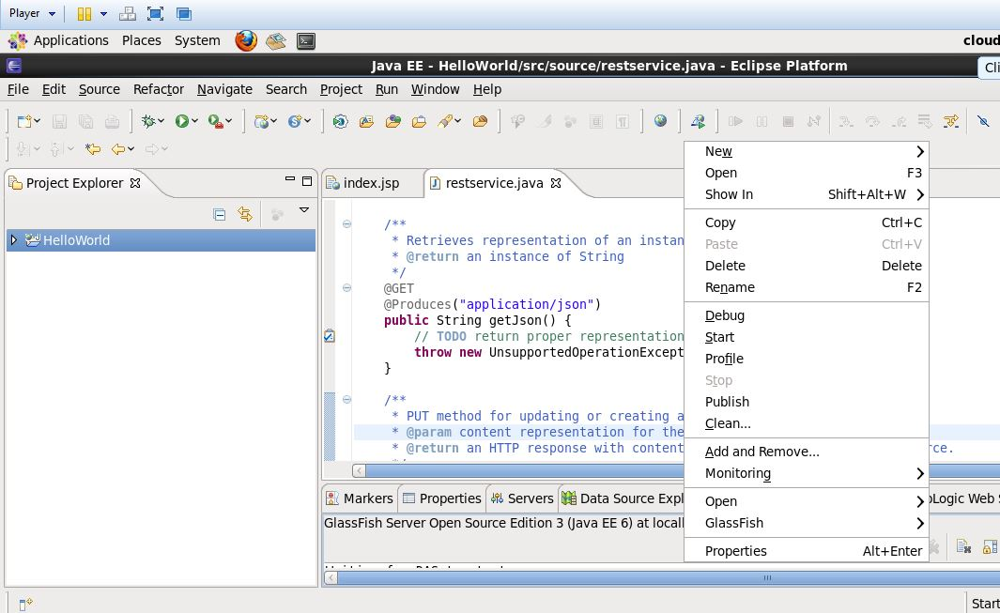 Player
Applications Places System
cloud
Java EE - HelloWorld/src/source/restservice.java - Eclipse Platform
Cli
File Edit Source Refactor Navigate Search Project Run Window Help
Project Explorer
HelloWorld
index.jsp
restservice.java
/**
* Retrieves representation of an instan
* @return an instance of String
*/
@GET
@Produces("application/json")
public String getJson() {
// TODO return proper representation
throw new UnsupportedOperationExcept
}
/**
* PUT method for updating or creating a
* @param content representation for the
* @return an HTTP response with content
rce.
New
Open F3
Show In Shift+Alt+W
Copy Ctrl+C
Paste Ctrl+V
Delete Delete
Rename F2
Debug
Start
Profile
Stop
Publish
Clean...
Add and Remove...
Monitoring
Open
GlassFish
Properties Alt+Enter
Markers Properties Servers Data Source Expl
Logic Web S
GlassFish Server Open Source Edition 3 (Java EE 6) at locall
Start